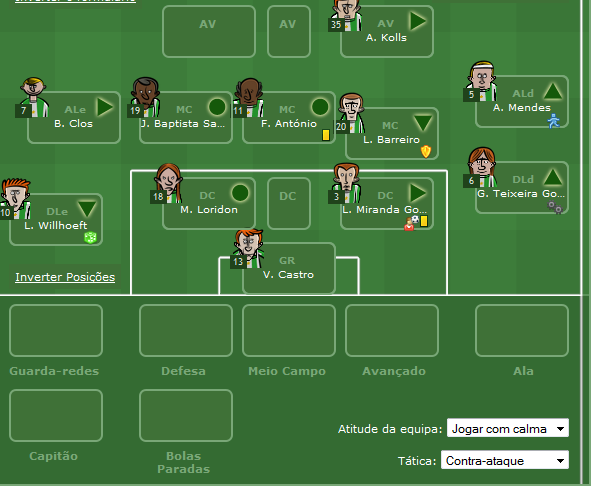 Inverter o formulário
AV
AV
35
A. Kolls
7
ALe
B. Clos
19
MC
J. Baptista Sa...
11
MC
F. António
20
MC
L. Barreiro
5
ALd
A. Mendes
10
DLe
L. Willhoeft
18
DC
M. Loridon
DC
3
DC
L. Miranda Go...
6
DLd
G. Teixeira Go...
13
GR
V. Castro
Inverter Posições
Guarda-redes
Defesa
Meio Campo
Avançado
Ala
Capitão
Bolas
Paradas
Atitude da equipa: Jogar com calma
Tática: Contra-ataque